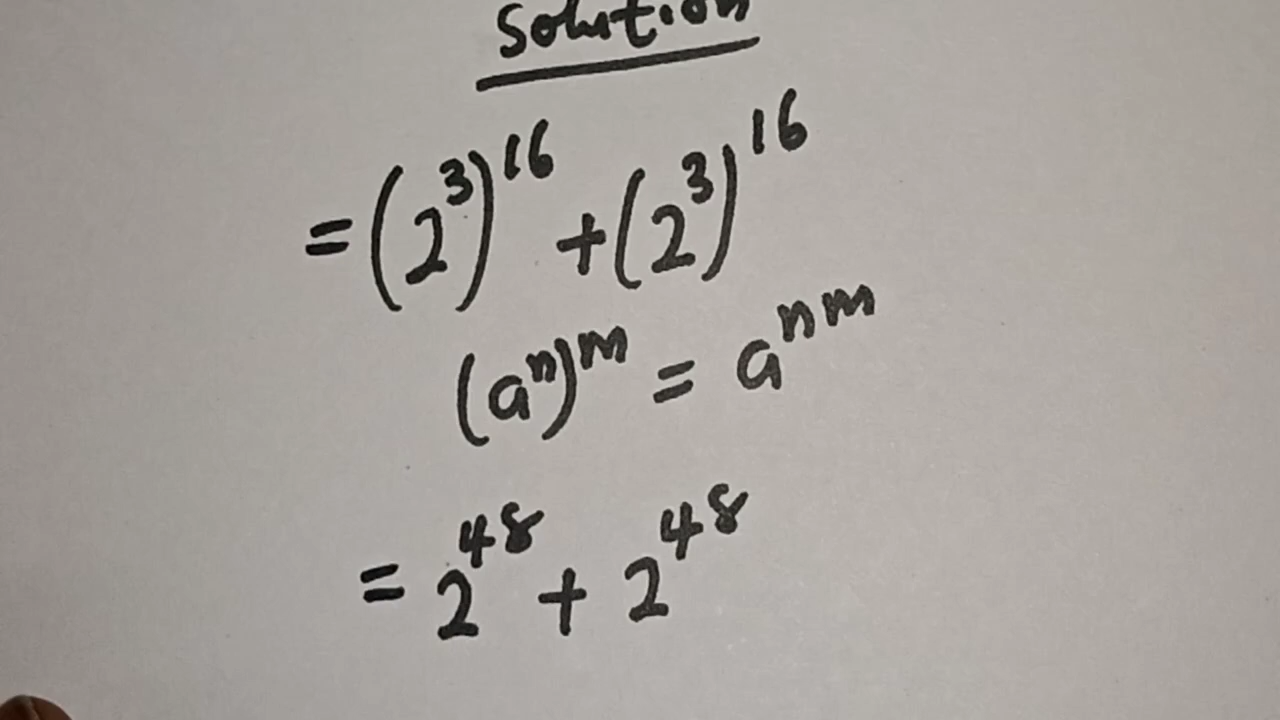 Solution
= (2³)¹⁶ + (2³)¹⁶
(aⁿ)ᵐ = aⁿᵐ
= 2⁴⁸ + 2⁴⁸